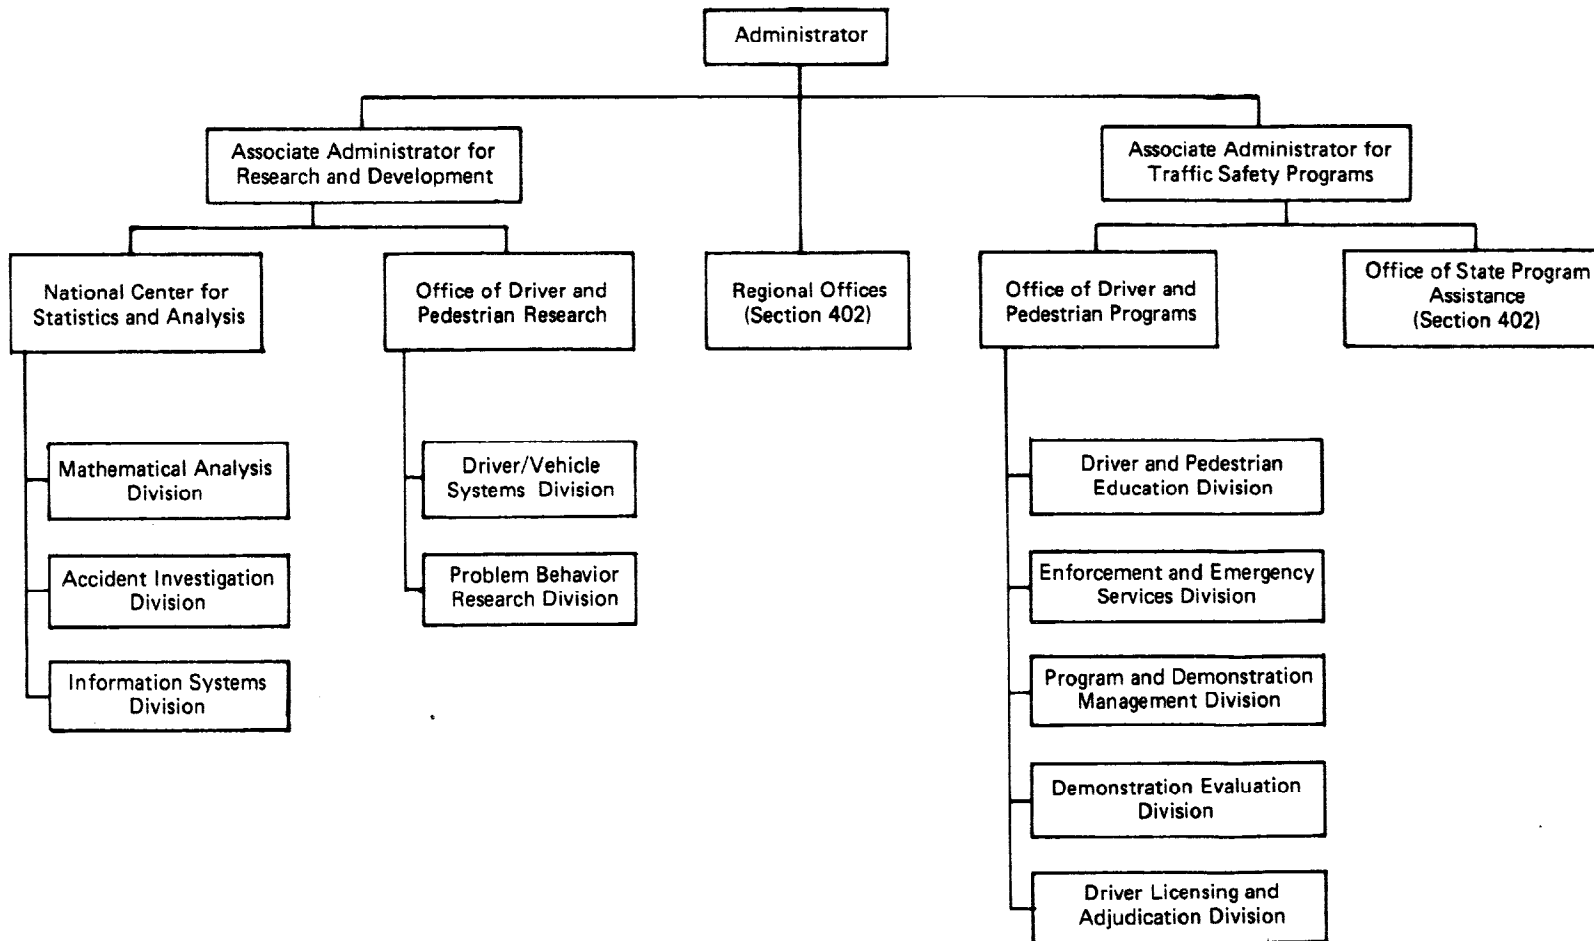 Administrator
Associate Administrator for
Research and Development
Associate Administrator for
Traffic Safety Programs
National Center for
Statistics and Analysis
Office of Driver and
Pedestrian Research
Regional Offices
(Section 402)
Office of Driver and
Pedestrian Programs
Office of State Program
Assistance
(Section 402)
Mathematical Analysis
Division
Accident Investigation
Division
Information Systems
Division
Driver/Vehicle
Systems Division
Problem Behavior
Research Division
Driver and Pedestrian
Education Division
Enforcement and Emergency
Services Division
Program and Demonstration
Management Division
Demonstration Evaluation
Division
Driver Licensing and
Adjudication Division